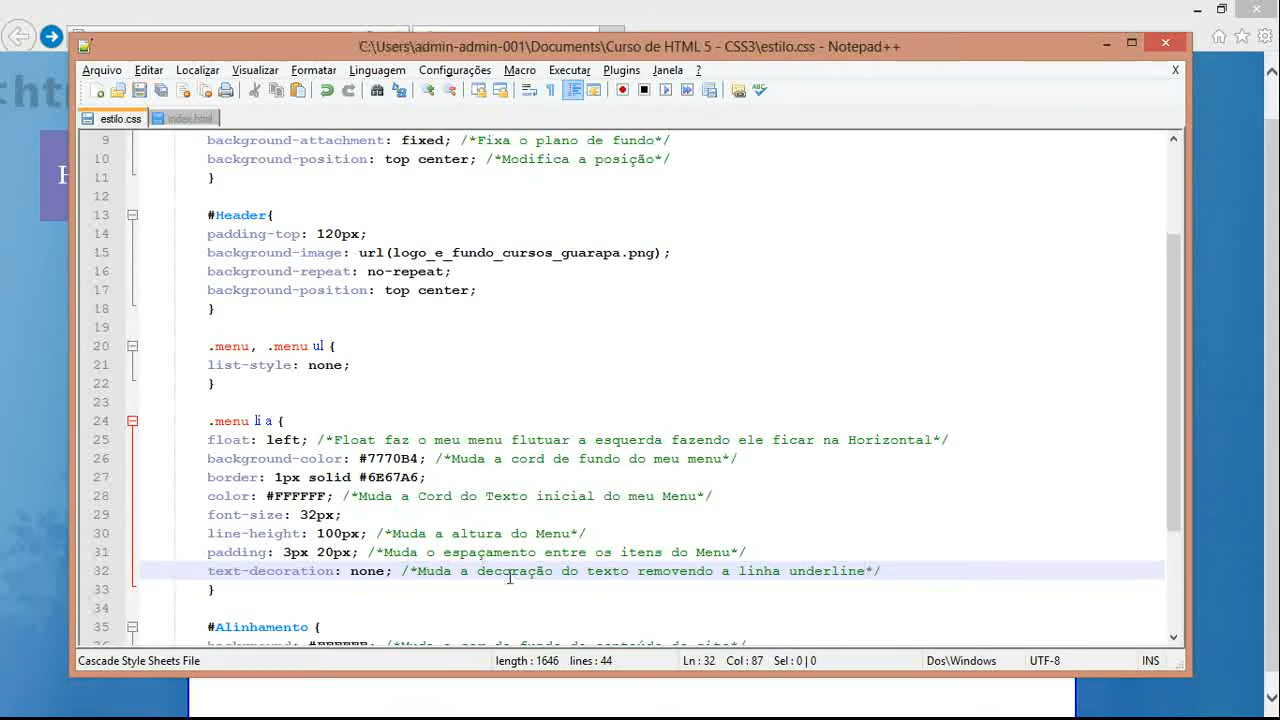 C:\Users\admin-admin-001\Documents\Curso de HTML 5 - CSS3\estilo.css - Notepad++
Arquivo Editar Localizar Visualizar Formatar Linguagem Configurações Macro Executar Plugins Janela ? X
estilo.css index.html
<ht
H
9 background-attachment: fixed; /*Fixa o plano de fundo*/
10 background-position: top center; /*Modifica a posição*/
11 }
12
13 #Header{
14 padding-top: 120px;
15 background-image: url(logo_e_fundo_cursos_guarapa.png);
16 background-repeat: no-repeat;
17 background-position: top center;
18 }
19
20 .menu, .menu ul {
21 list-style: none;
22 }
23
24 .menu li a {
25 float: left; /*Float faz o meu menu flutuar a esquerda fazendo ele ficar na Horizontal*/
26 background-color: #7770B4; /*Muda a cord de fundo do meu menu*/
27 border: 1px solid #6E67A6;
28 color: #FFFFFF; /*Muda a Cord do Texto inicial do meu Menu*/
29 font-size: 32px;
30 line-height: 100px; /*Muda a altura do Menu*/
31 padding: 3px 20px; /*Muda o espaçamento entre os itens do Menu*/
32 text-decoration: none; /*Muda a decoração do texto removendo a linha underline*/
33 }
34
35 #Alinhamento {
Cascade Style Sheets File length : 1646 lines : 44 Ln : 32 Col : 87 Sel : 0 | 0 Dos\Windows UTF-8 INS